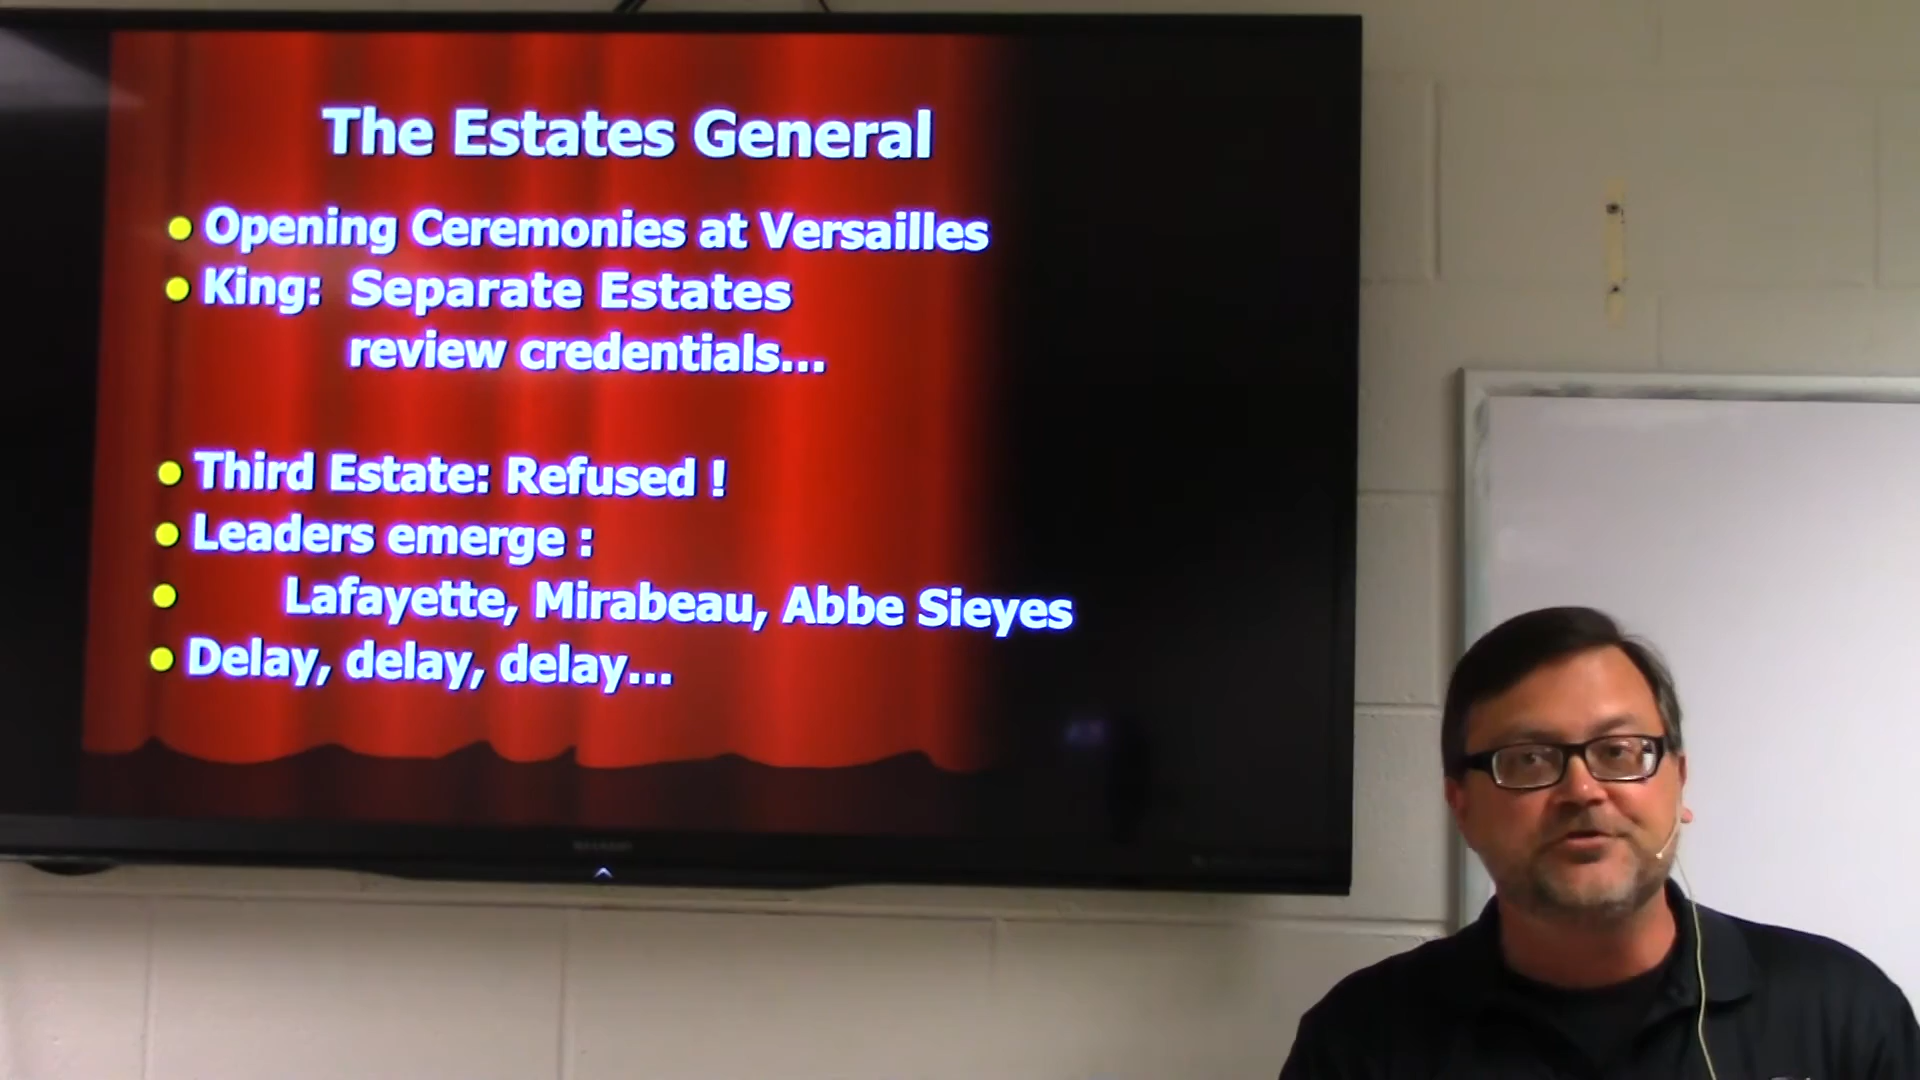 The Estates General
Opening Ceremonies at Versailles
King: Separate Estates
review credentials...
Third Estate: Refused !
Leaders emerge :
Lafayette, Mirabeau, Abbe Sieyes
Delay, delay, delay...